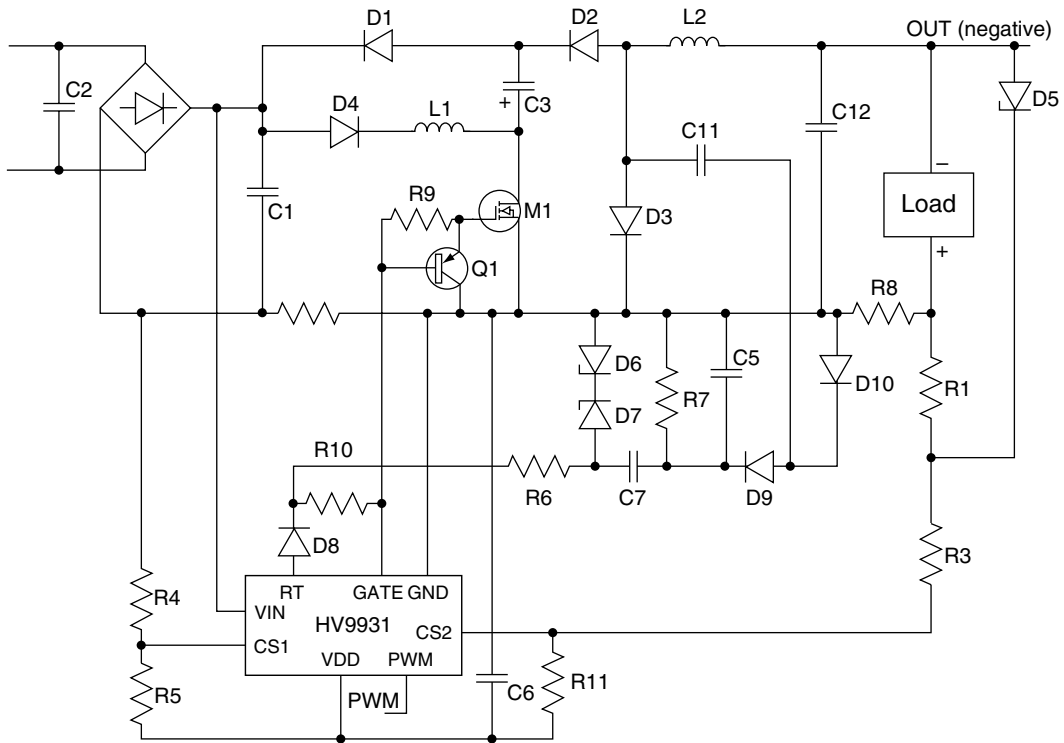 D1
D2
L2
OUT (negative)
C2
D4
L1
+
C3
C11
C12
D5
C1
R9
M1
D3
–
Load
+
Q1
R8
D6
D7
R7
C5
D10
R1
R10
R6
C7
D9
D8
R3
R4
RT
GATE
GND
VIN
HV9931
CS1
CS2
VDD
PWM
R5
PWM
C6
R11